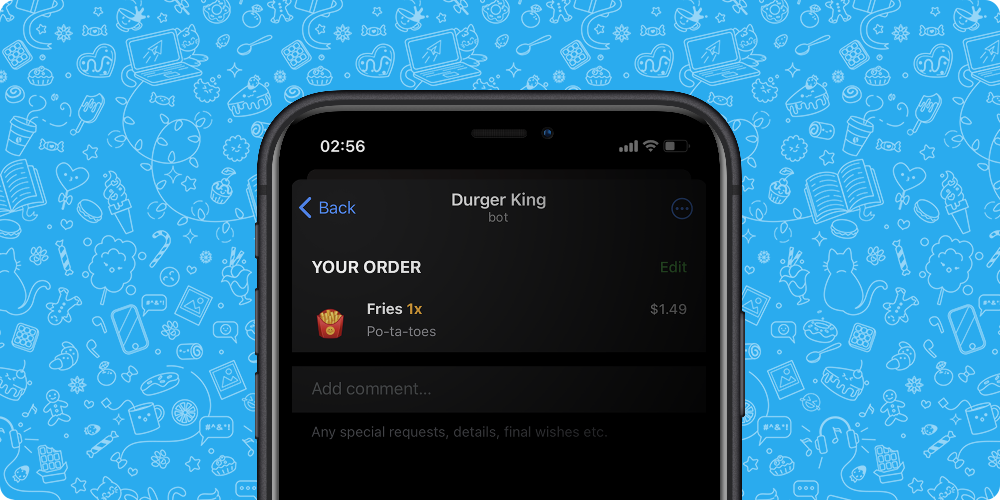 02:56
Back
Durger King
bot
YOUR ORDER
Edit
Fries 1x
$1.49
Po-ta-toes
Add comment...
Any special requests, details, final wishes etc.
#^&*!
#^&*!
#^&*!
#^&*!